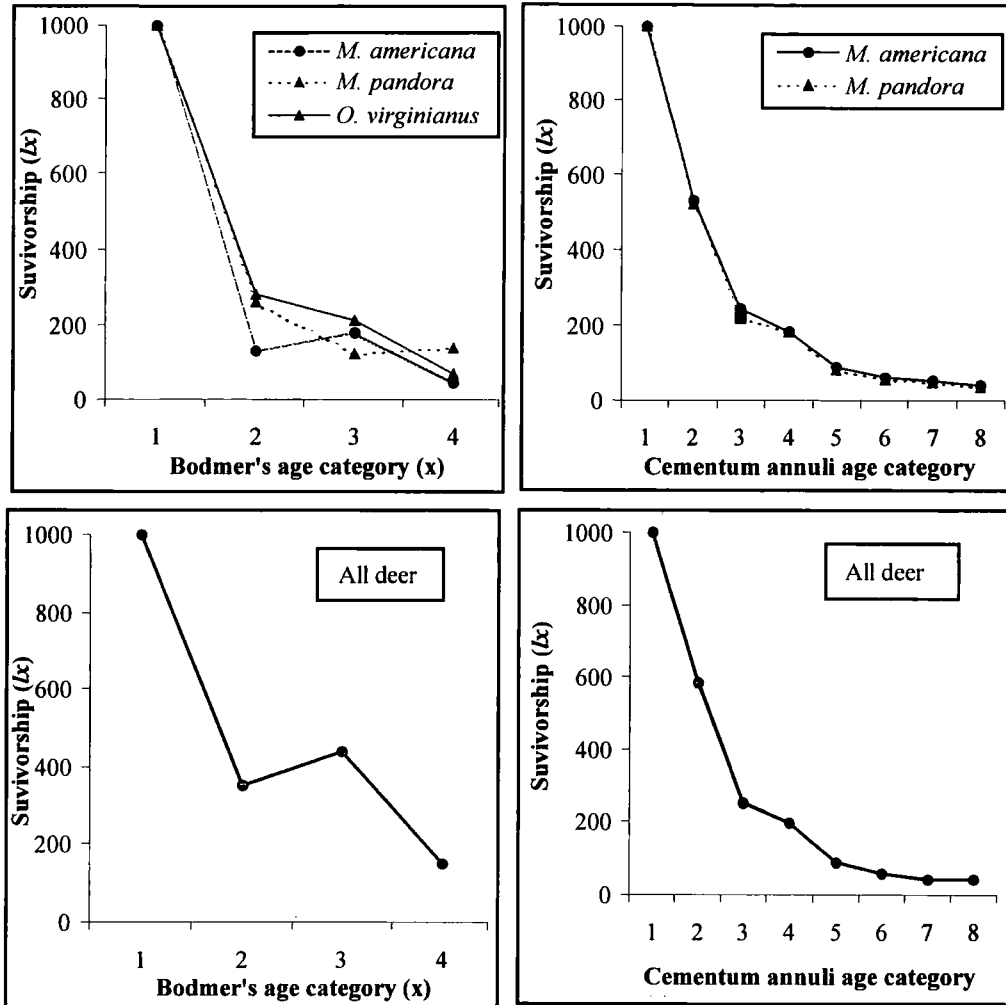 Suvivorship (lx)
1000
800
600
400
200
0
M. americana
M. pandora
O. virginianus
1 2 3 4
Bodmer's age category (x)
Suvivorship (lx)
1000
800
600
400
200
0
M. americana
M. pandora
1 2 3 4 5 6 7 8
Cementum annuli age category
Suvivorship (lx)
1000
800
600
400
200
0
All deer
1 2 3 4
Bodmer's age category (x)
Suvivorship (lx)
1000
800
600
400
200
0
All deer
1 2 3 4 5 6 7 8
Cementum annuli age category